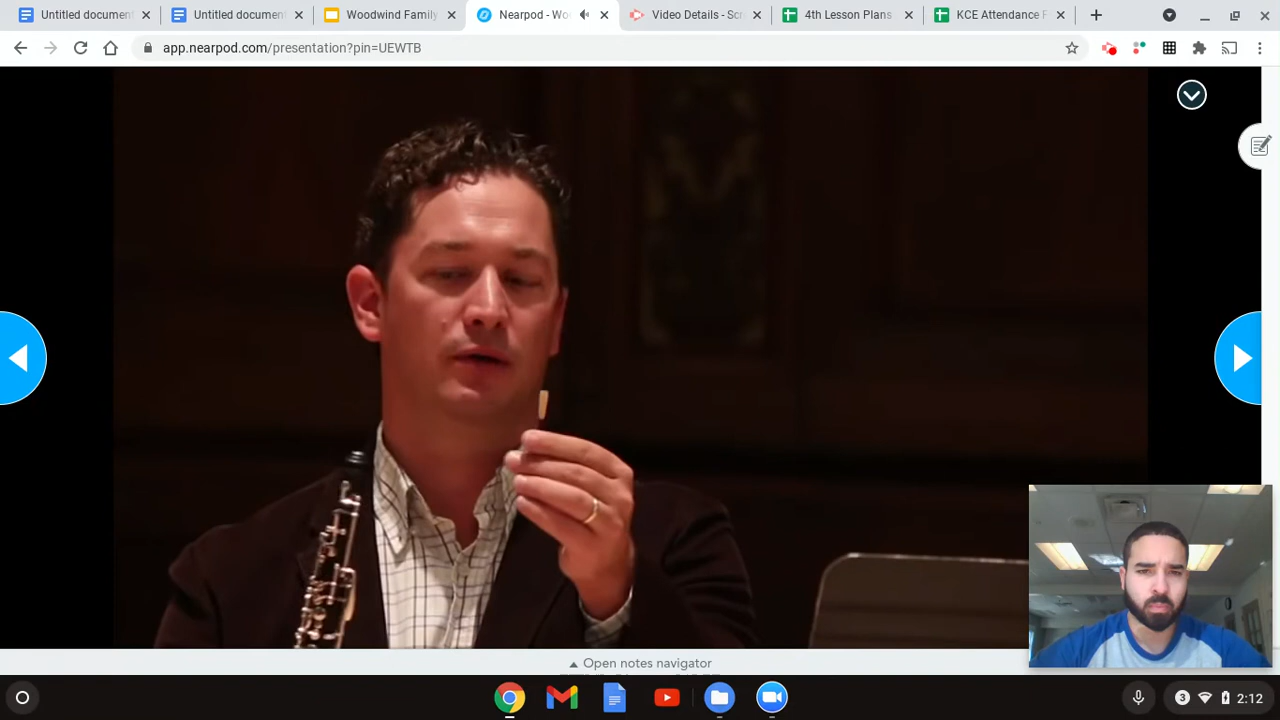 Untitled document
Untitled document
Woodwind Family
Nearpod - Wo
Video Details - Scr
4th Lesson Plans
KCE Attendance F
app.nearpod.com/presentation?pin=UEWTB
Open notes navigator
3
2:12